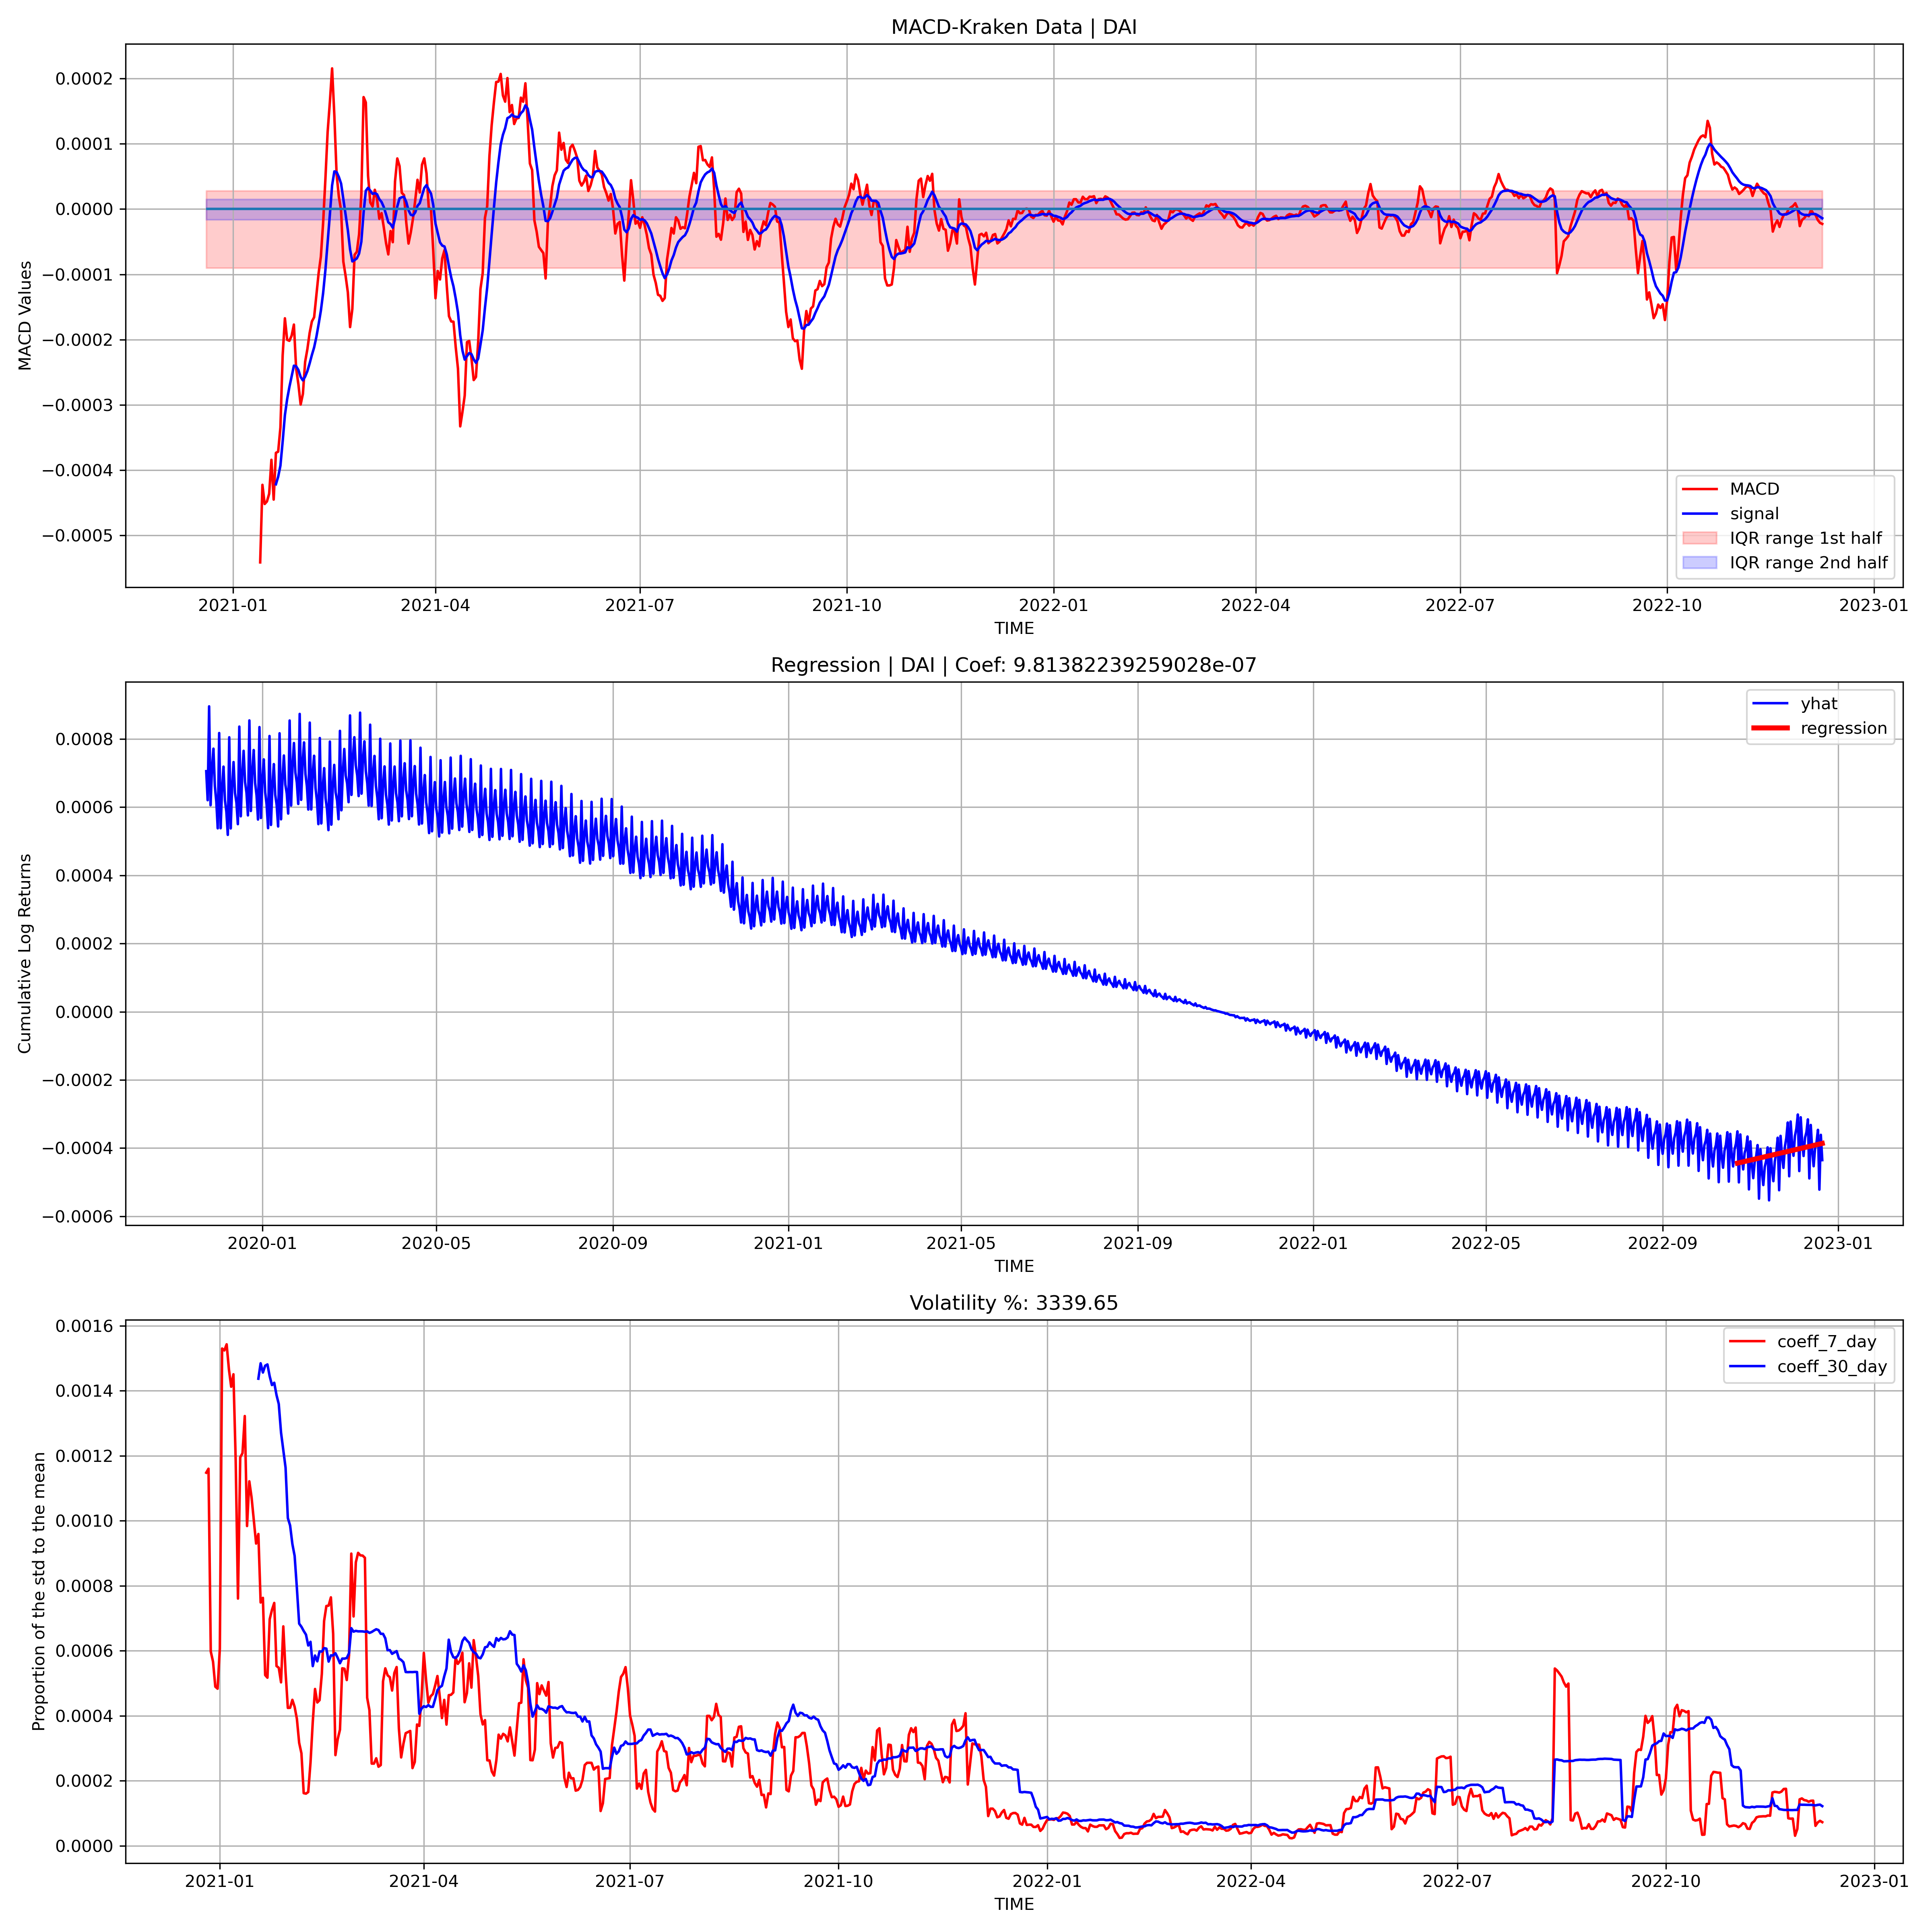 MACD-Kraken Data | DAI
MACD Values
0.0002
0.0001
0.0000
−0.0001
−0.0002
−0.0003
−0.0004
−0.0005
MACD
signal
IQR range 1st half
IQR range 2nd half
2021-01 2021-04 2021-07 2021-10 2022-01 2022-04 2022-07 2022-10 2023-01
TIME
Regression | DAI | Coef: 9.81382239259028e-07
Cumulative Log Returns
0.0008
0.0006
0.0004
0.0002
0.0000
−0.0002
−0.0004
−0.0006
yhat
regression
2020-01 2020-05 2020-09 2021-01 2021-05 2021-09 2022-01 2022-05 2022-09 2023-01
TIME
Volatility %: 3339.65
Proportion of the std to the mean
0.0016
0.0014
0.0012
0.0010
0.0008
0.0006
0.0004
0.0002
0.0000
coeff_7_day
coeff_30_day
2021-01 2021-04 2021-07 2021-10 2022-01 2022-04 2022-07 2022-10 2023-01
TIME